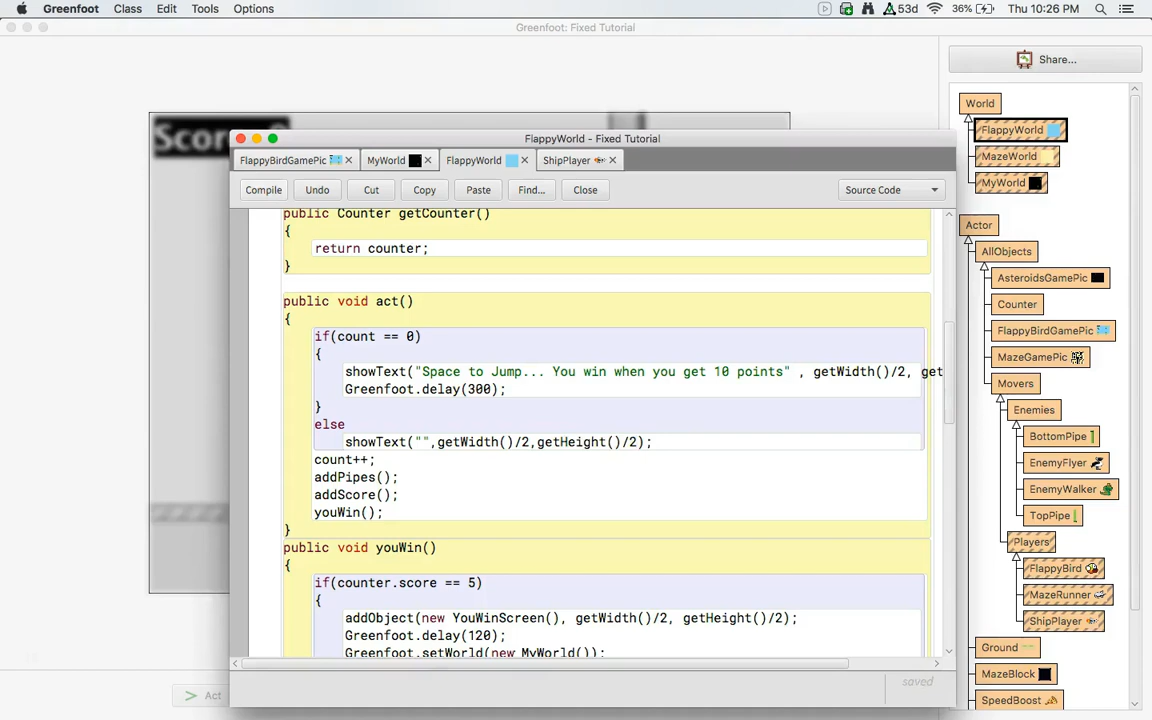 Greenfoot Class Edit Tools Options 53d 36% Thu 10:26 PM
Greenfoot: Fixed Tutorial
Share...
World
FlappyWorld
MazeWorld
MyWorld
Actor
AllObjects
AsteroidsGamePic
Counter
FlappyBirdGamePic
MazeGamePic
Movers
Enemies
BottomPipe
EnemyFlyer
EnemyWalker
TopPipe
Players
FlappyBird
MazeRunner
ShipPlayer
Ground
MazeBlock
SpeedBoost
FlappyWorld - Fixed Tutorial
FlappyBirdGamePic MyWorld FlappyWorld ShipPlayer
Compile Undo Cut Copy Paste Find... Close Source Code
public Counter getCounter()
{
return counter;
}
public void act()
{
if(count == 0)
{
showText("Space to Jump... You win when you get 10 points" , getWidth()/2, get
Greenfoot.delay(300);
}
else
showText("",getWidth()/2,getHeight()/2);
count++;
addPipes();
addScore();
youWin();
}
public void youWin()
{
if(counter.score == 5)
{
addObject(new YouWinScreen(), getWidth()/2, getHeight()/2);
Greenfoot.delay(120);
Greenfoot.setWorld(new MyWorld());
saved
Act